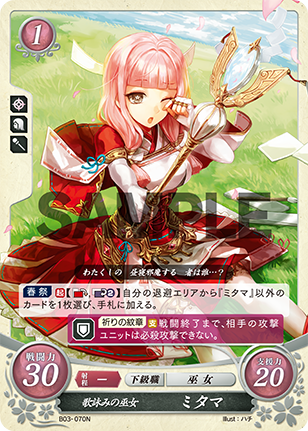 1
SAMPLE
わたくしの 昼寝邪魔する 者は誰…?
春祭 起 自分の退避エリアから『ミタマ』以外の
カードを1枚選び、手札に加える。
祈りの紋章 支 戦闘終了まで、相手の攻撃
ユニットは必殺攻撃できない。
戦闘力
30
射程 一 下級職 巫女
支援力
20
歌詠みの巫女 ミタマ
B03-070N
Illust:ハチ